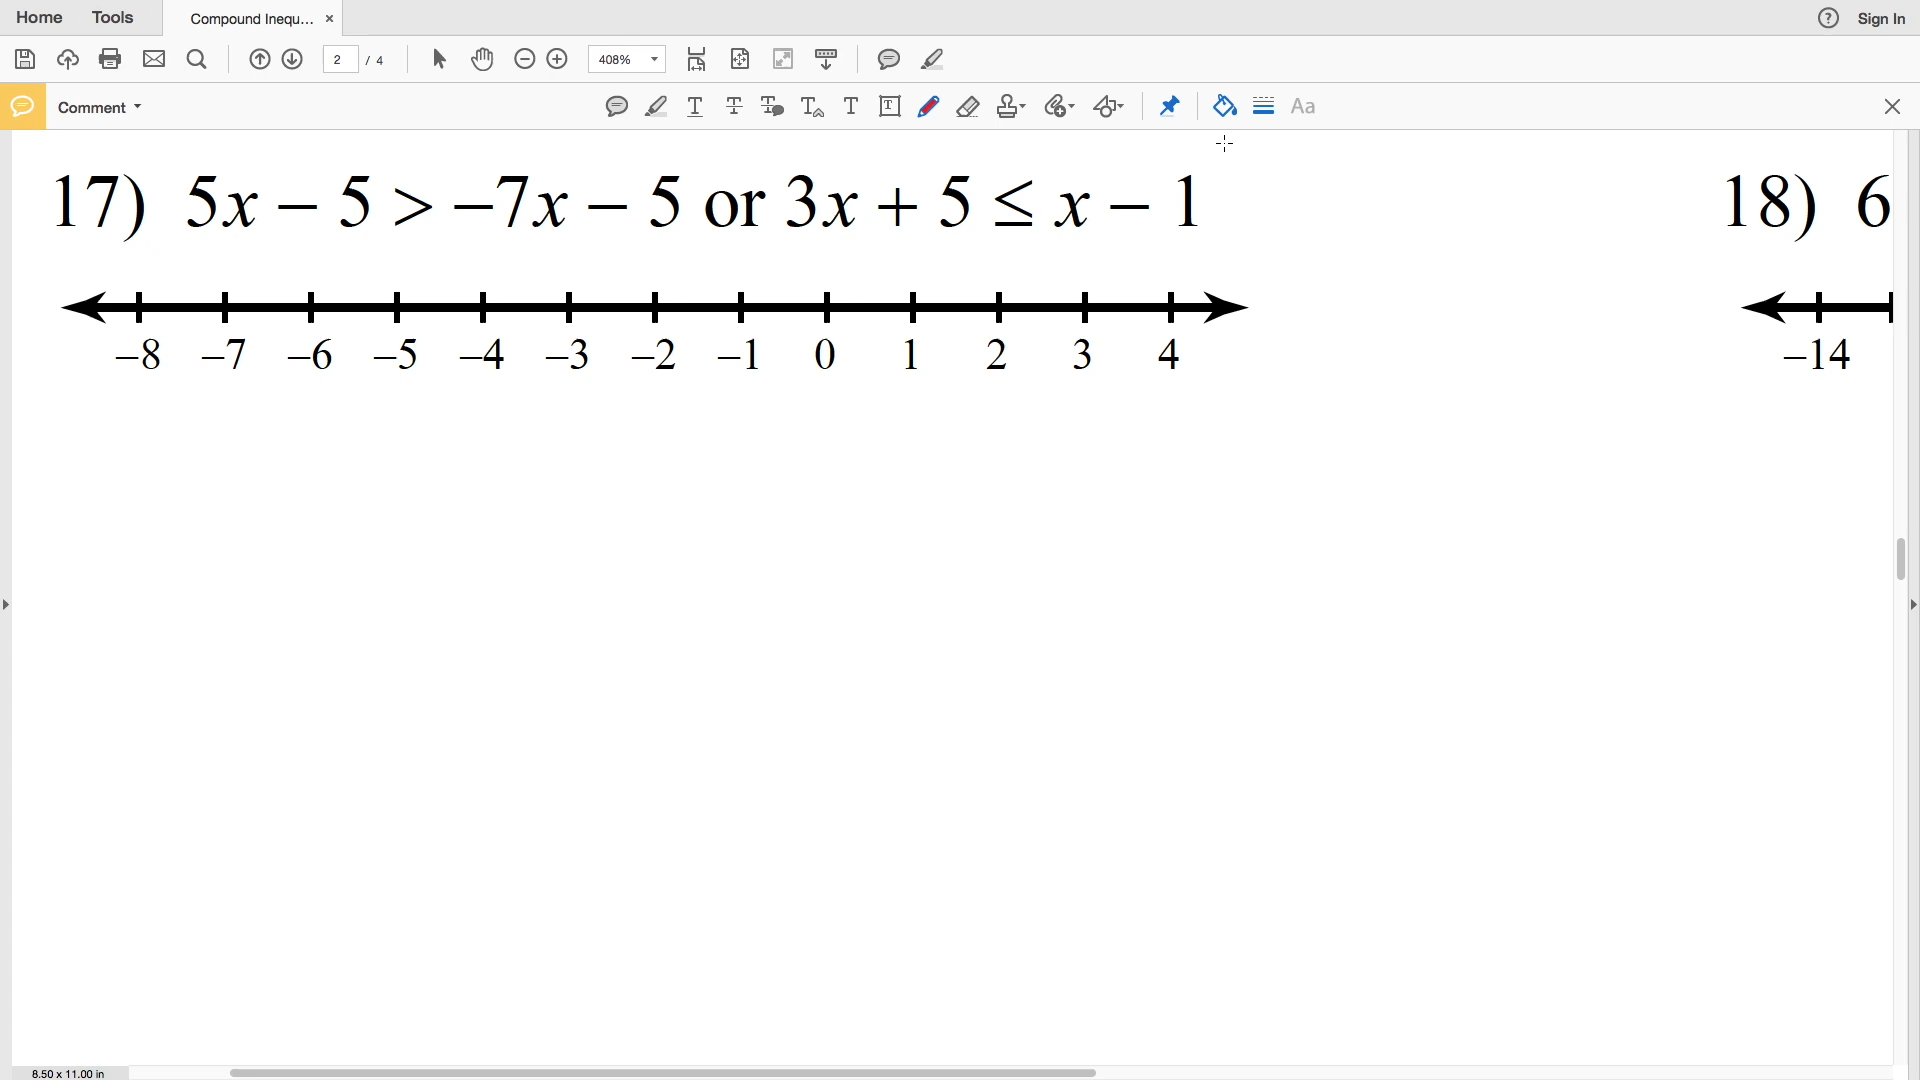 Home Tools Compound Inequ... × ? Sign In
2 / 4 408%
Comment T T T T T T Aa
17) 5x − 5 > −7x − 5 or 3x + 5 ≤ x − 1
18) 6
−8 −7 −6 −5 −4 −3 −2 −1 0 1 2 3 4
−14
8.50 x 11.00 in